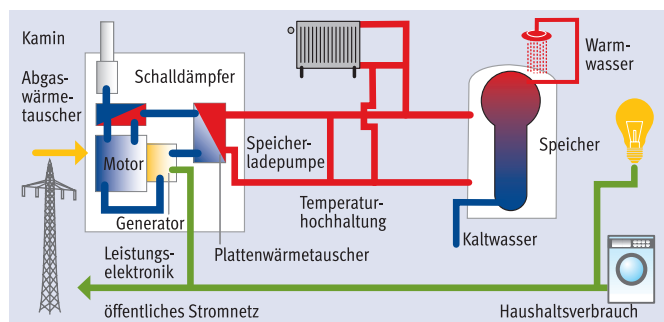 Kamin
Abgas-
wärme-
tauscher
Schalldämpfer
Motor
Generator
Leistungs-
elektronik
Plattenwärmetauscher
öffentliches Stromnetz
Speicher-
ladepumpe
Temperatur-
hochhaltung
Warm-
wasser
Speicher
Kaltwasser
Haushaltsverbrauch